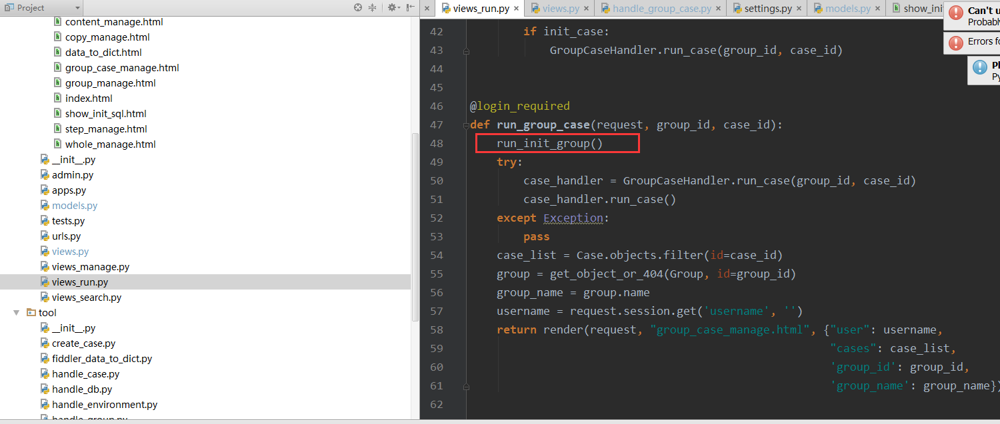 Project
content_manage.html
copy_manage.html
data_to_dict.html
group_case_manage.html
group_manage.html
index.html
show_init_sql.html
step_manage.html
whole_manage.html
__init__.py
admin.py
apps.py
models.py
tests.py
urls.py
views.py
views_manage.py
views_run.py
views_search.py
tool
__init__.py
create_case.py
fiddler_data_to_dict.py
handle_case.py
handle_db.py
handle_environment.py
handle_group.py
views_run.py × views.py × handle_group_case.py × settings.py × models.py × show_ini
Can't u
Probably
Errors fo
Pl
Py
42 if init_case:
43 GroupCaseHandler.run_case(group_id, case_id)
44
45
46 @login_required
47 def run_group_case(request, group_id, case_id):
48 run_init_group()
49 try:
50 case_handler = GroupCaseHandler.run_case(group_id, case_id)
51 case_handler.run_case()
52 except Exception:
53 pass
54 case_list = Case.objects.filter(id=case_id)
55 group = get_object_or_404(Group, id=group_id)
56 group_name = group.name
57 username = request.session.get('username', '')
58 return render(request, "group_case_manage.html", {"user": username,
59 "cases": case_list,
60 'group_id': group_id,
61 'group_name': group_name})
62